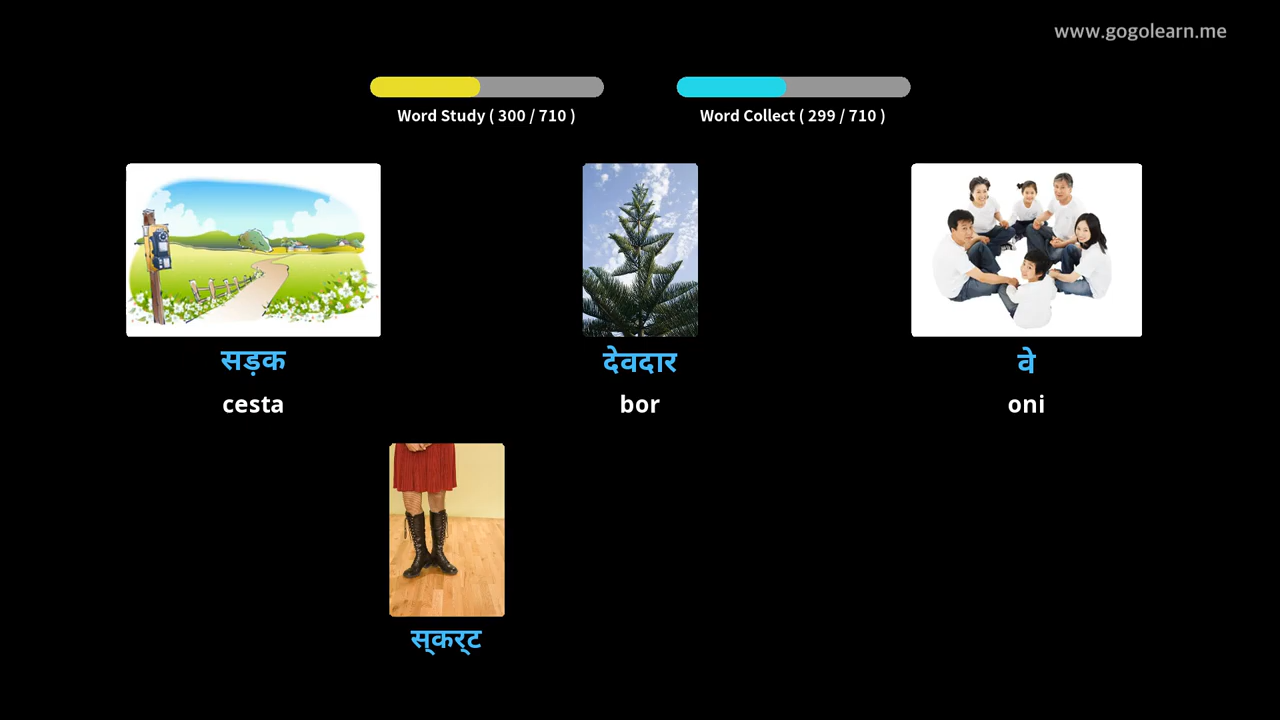 www.gogolearn.me
Word Study ( 300 / 710 )
Word Collect ( 299 / 710 )
सड़क
देवदार
वे
cesta
bor
oni
स्कर्ट